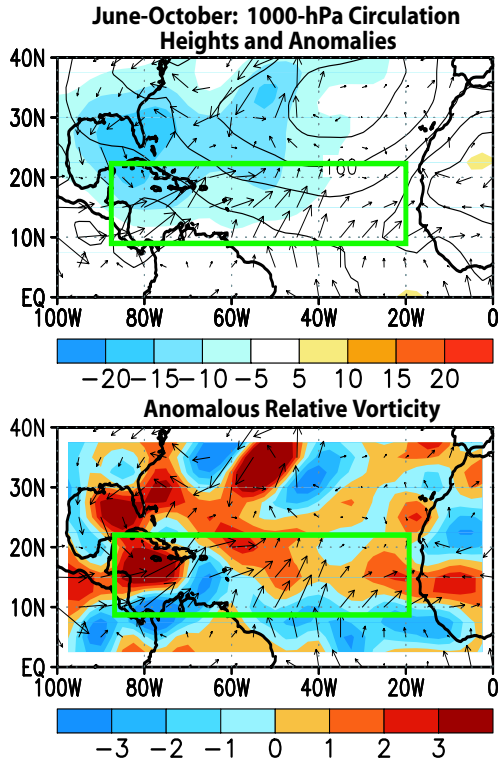 June-October: 1000-hPa Circulation
Heights and Anomalies
40N
30N
20N
10N
EQ
100W 80W 60W 40W 20W 0
-20 -15 -10 -5 5 10 15 20
Anomalous Relative Vorticity
40N
30N
20N
10N
EQ
100W 80W 60W 40W 20W 0
-3 -2 -1 0 1 2 3